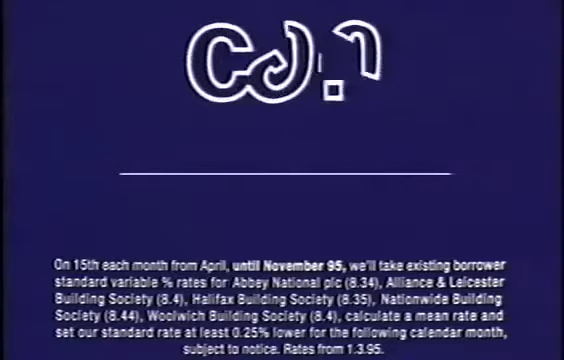 On 15th each month from April, until November 95, we'll take existing borrower
standard variable % rates for Abbey National plc (8.34), Alliance & Leicester
Building Society (8.4), Halifax Building Society (8.35), Nationwide Building
Society (8.44), Woolwich Building Society (8.4), calculate a mean rate and
set our standard rate at least 0.25% lower for the following calendar month,
subject to notice. Rates from 1.3.95.